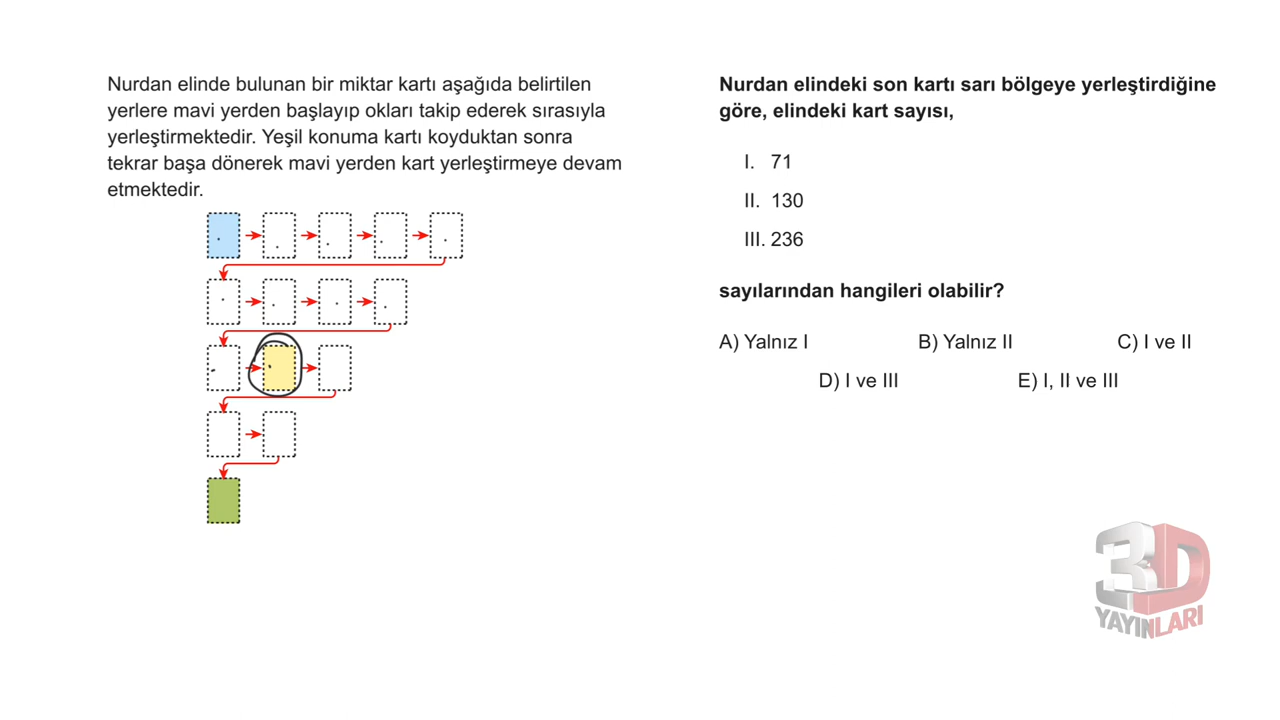 Nurdan elinde bulunan bir miktar kartı aşağıda belirtilen
yerlere mavi yerden başlayıp okları takip ederek sırasıyla
yerleştirmektedir. Yeşil konuma kartı koyduktan sonra
tekrar başa dönerek mavi yerden kart yerleştirmeye devam
etmektedir.
Nurdan elindeki son kartı sarı bölgeye yerleştirdiğine
göre, elindeki kart sayısı,
I. 71
II. 130
III. 236
sayılarından hangileri olabilir?
A) Yalnız I B) Yalnız II C) I ve II
D) I ve III E) I, II ve III
3D
YAYINLARI